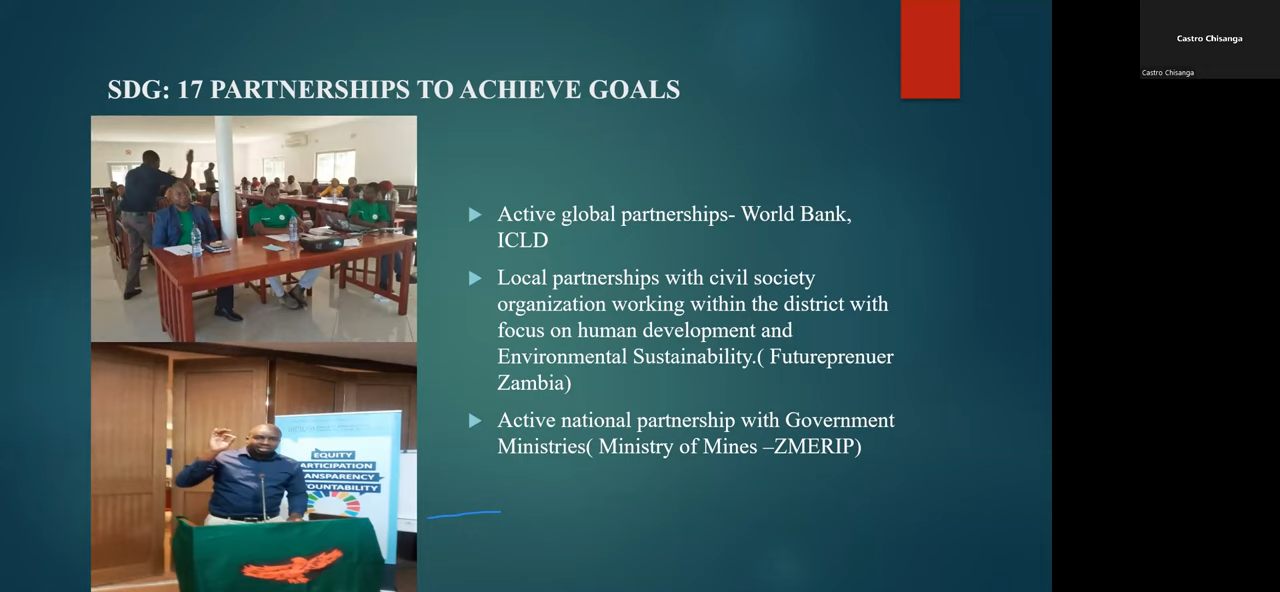 SDG: 17 PARTNERSHIPS TO ACHIEVE GOALS
Active global partnerships- World Bank,
ICLD
Local partnerships with civil society
organization working within the district with
focus on human development and
Environmental Sustainability.( Futureprenuer
Zambia)
Active national partnership with Government
Ministries( Ministry of Mines –ZMERIP)
EQUITY
ARTICIPATION
ANSPARENCY
OUNTABILITY
Castro Chisanga
Castro Chisanga